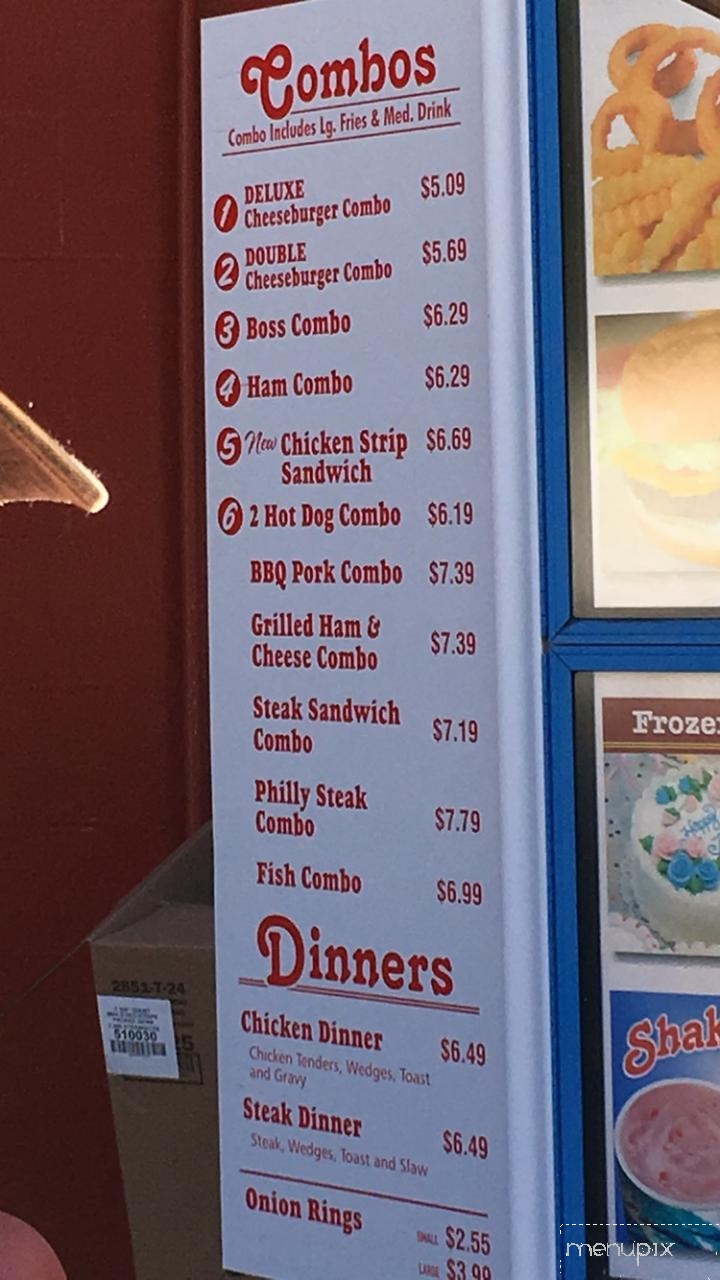 Combos
Combo Includes Lg. Fries & Med. Drink
1 DELUXE
Cheeseburger Combo $5.09
2 DOUBLE
Cheeseburger Combo $5.69
3 Boss Combo $6.29
4 Ham Combo $6.29
5 New Chicken Strip $6.69
Sandwich
6 2 Hot Dog Combo $6.19
BBQ Pork Combo $7.39
Grilled Ham &
Cheese Combo $7.39
Steak Sandwich
Combo $7.19
Philly Steak
Combo $7.79
Fish Combo $6.99
Dinners
Chicken Dinner $6.49
Chicken Tenders, Wedges, Toast
and Gravy
Steak Dinner $6.49
Steak, Wedges, Toast and Slaw
Onion Rings
SMALL $2.55
LARGE $3.99
2851-T-24
510030
Froze
Shak
menupix